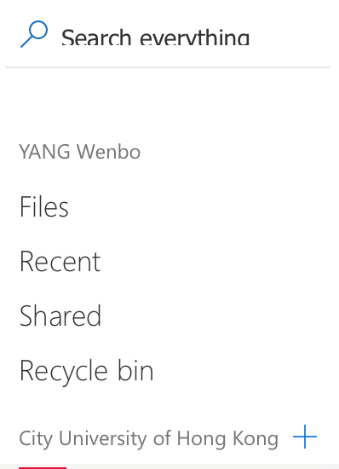 Search everything
YANG Wenbo
Files
Recent
Shared
Recycle bin
City University of Hong Kong